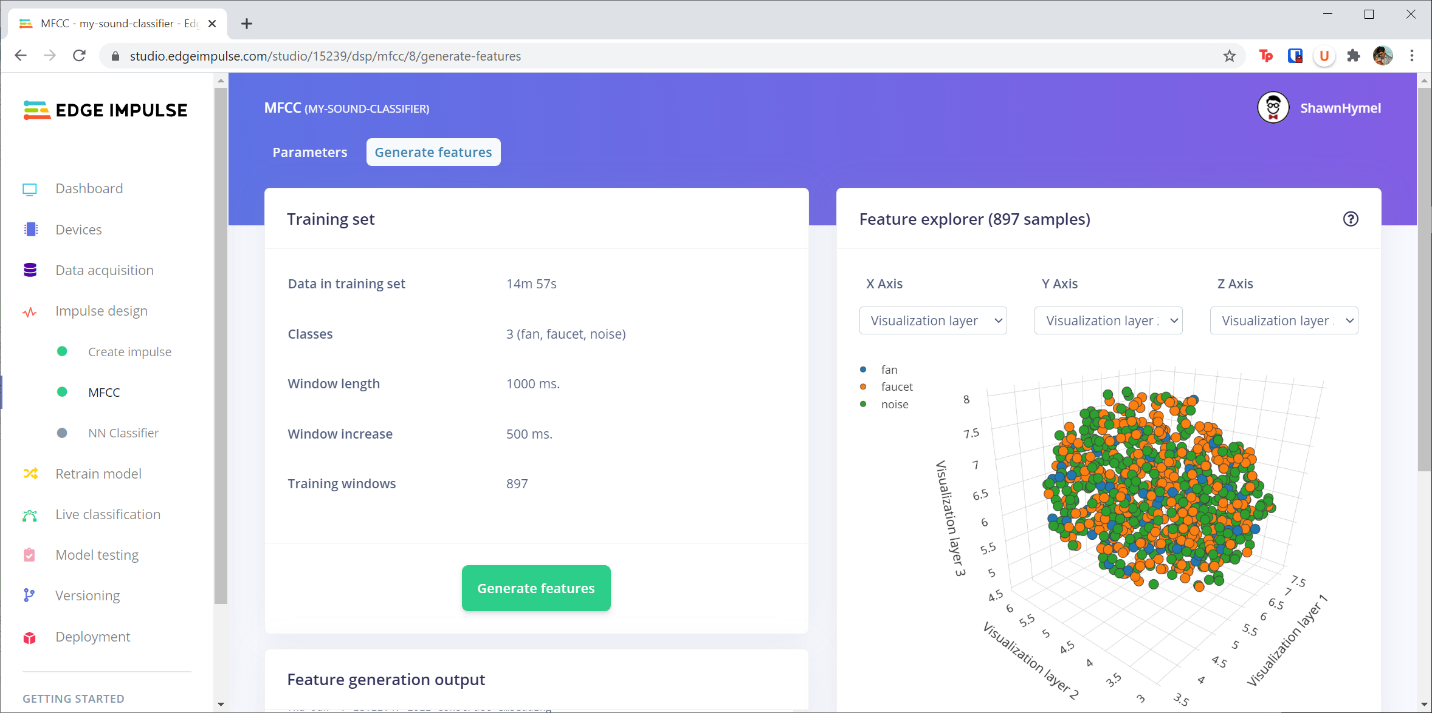 MFCC - my-sound-classifier - Ed
studio.edgeimpulse.com/studio/15239/dsp/mfcc/8/generate-features
Tp
U
EDGE IMPULSE
Dashboard
Devices
Data acquisition
Impulse design
Create impulse
MFCC
NN Classifier
Retrain model
Live classification
Model testing
Versioning
Deployment
GETTING STARTED
MFCC (MY-SOUND-CLASSIFIER)
ShawnHymel
Parameters
Generate features
Training set
Data in training set 14m 57s
Classes 3 (fan, faucet, noise)
Window length 1000 ms.
Window increase 500 ms.
Training windows 897
Generate features
Feature generation output
Feature explorer (897 samples)
?
X Axis Y Axis Z Axis
Visualization layer Visualization layer Visualization layer
fan
faucet
noise
8
7.5
7
6.5
6
5.5
5
4.5
Visualization layer 3
6
5.5
5
4.5
4
3.5
3
Visualization layer 2
7.5
7
6.5
6
5.5
5
4.5
4
3.5
Visualization layer 1